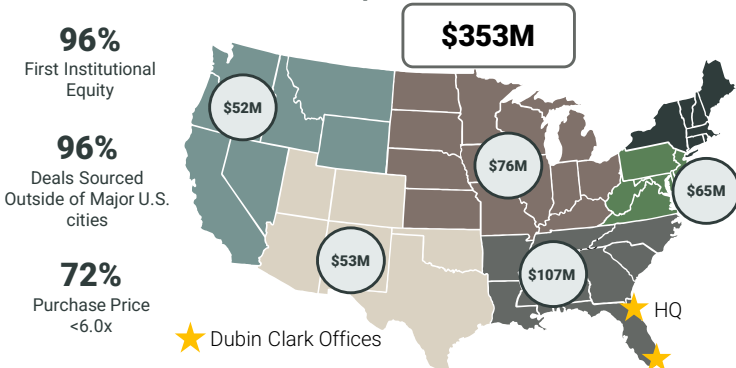 $353M
96%
First Institutional
Equity
96%
Deals Sourced
Outside of Major U.S.
cities
72%
Purchase Price
<6.0x
$52M
$76M
$65M
$53M
$107M
HQ
Dubin Clark Offices